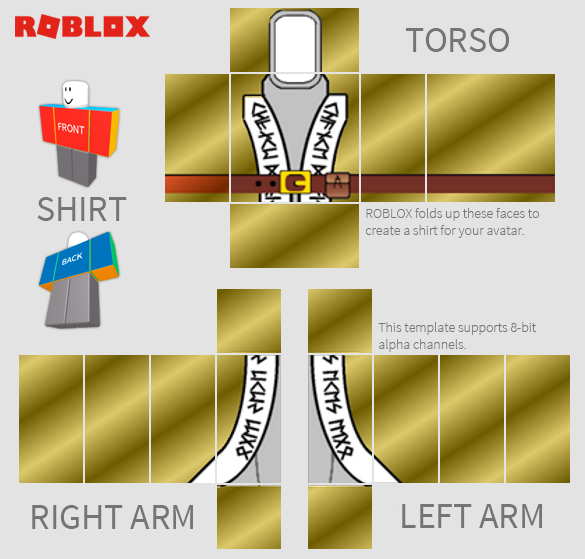 ROBLOX
TORSO
FRONT
SHIRT
ROBLOX folds up these faces to
create a shirt for your avatar.
BACK
This template supports 8-bit
alpha channels.
RIGHT ARM
LEFT ARM